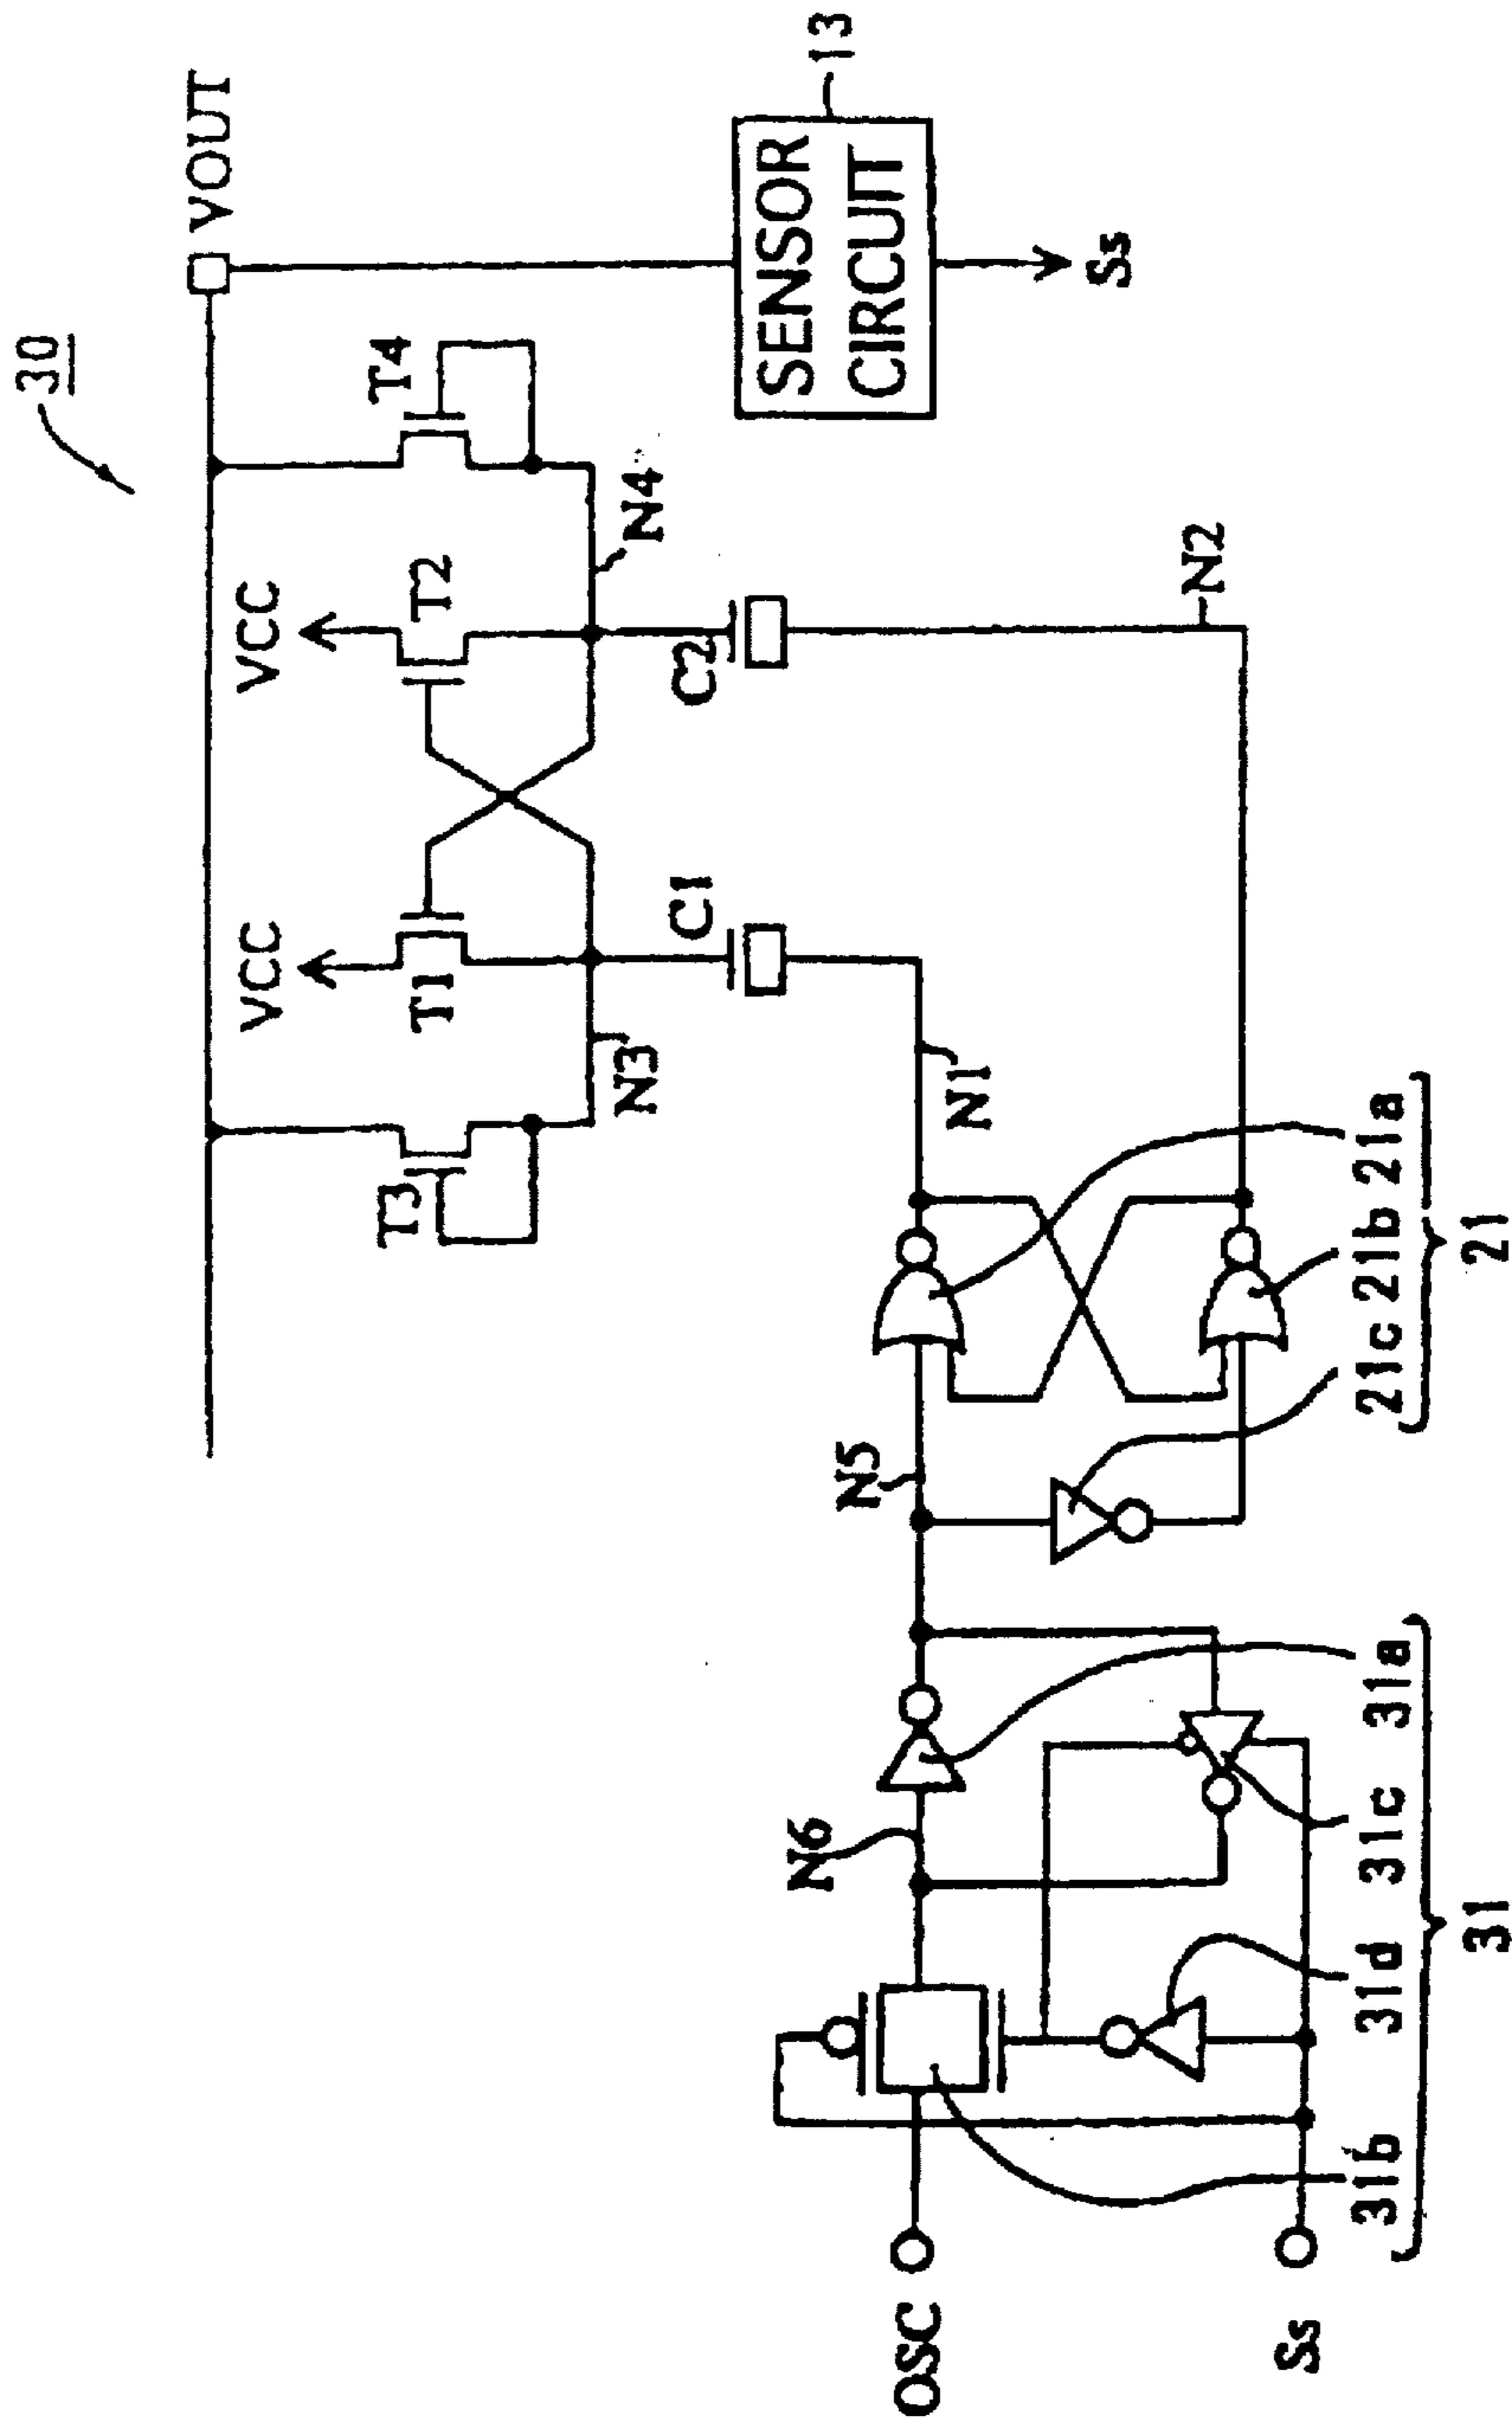 30
VOUT
VCC
VCC
T3
T1
T2
T4
N3
N4
C1
C2
SENSOR
CIRCUIT
13
Ss
N5
N1
N2
N6
OSC
Ss
31b
31d
31c
31a
31
21c
21b
21a
21